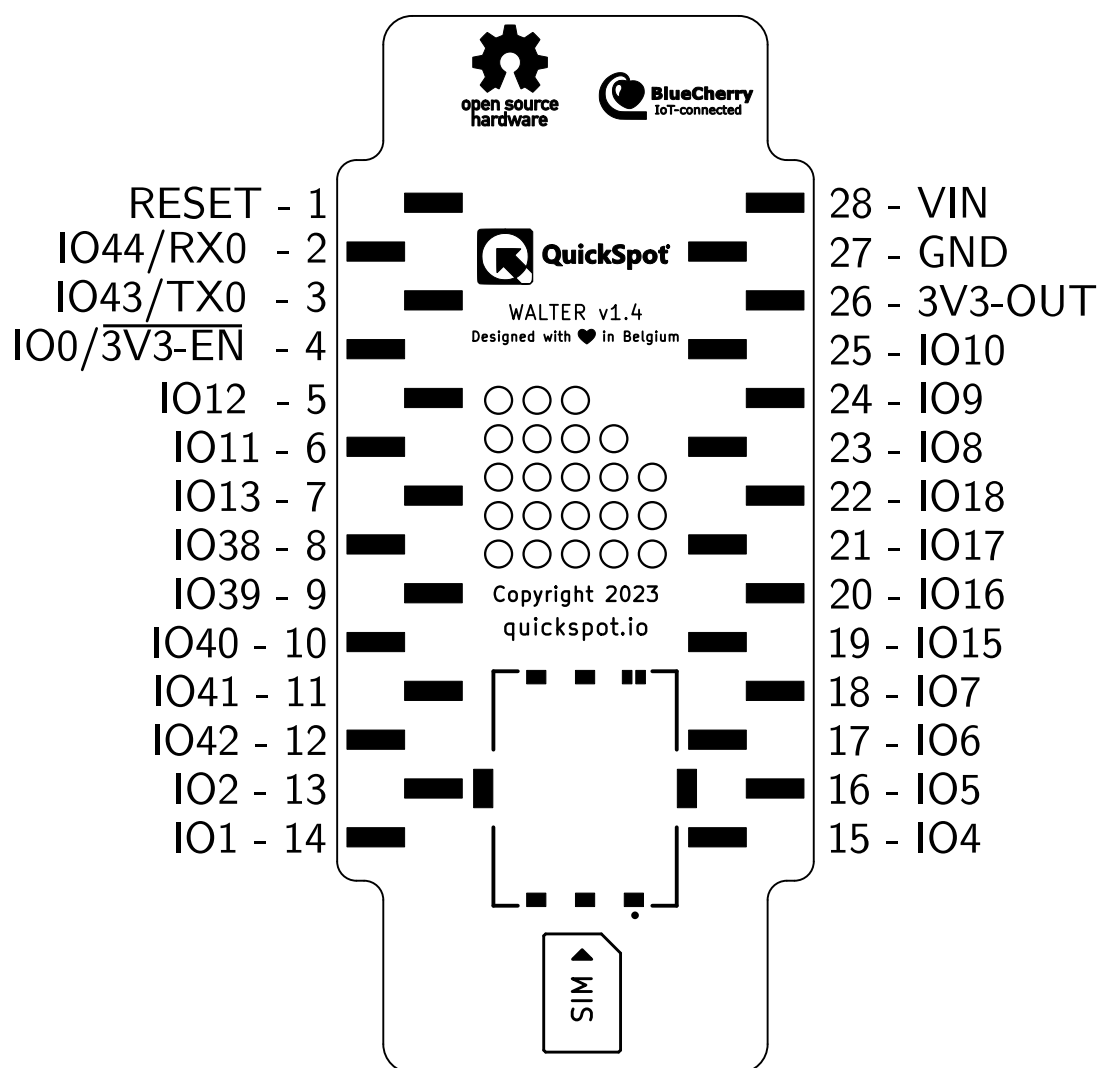 open source
hardware
BlueCherry
IoT-connected
RESET - 1
IO44/RX0 - 2
IO43/TX0 - 3
IO0/3V3-EN - 4
IO12 - 5
IO11 - 6
IO13 - 7
IO38 - 8
IO39 - 9
IO40 - 10
IO41 - 11
IO42 - 12
IO2 - 13
IO1 - 14
QuickSpot
WALTER v1.4
Designed with ♥ in Belgium
Copyright 2023
quickspot.io
SIM
28 - VIN
27 - GND
26 - 3V3-OUT
25 - IO10
24 - IO9
23 - IO8
22 - IO18
21 - IO17
20 - IO16
19 - IO15
18 - IO7
17 - IO6
16 - IO5
15 - IO4